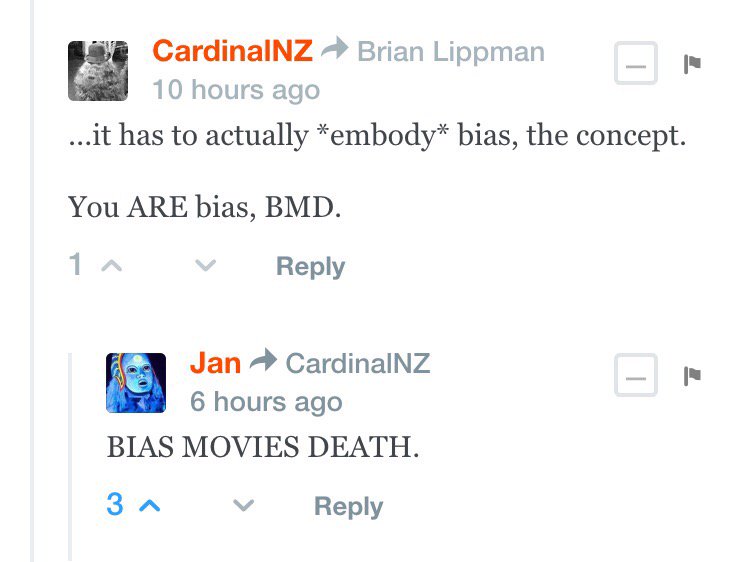 CardinalNZ Brian Lippman
10 hours ago
...it has to actually *embody* bias, the concept.
You ARE bias, BMD.
1 Reply
Jan CardinalNZ
6 hours ago
BIAS MOVIES DEATH.
3 Reply